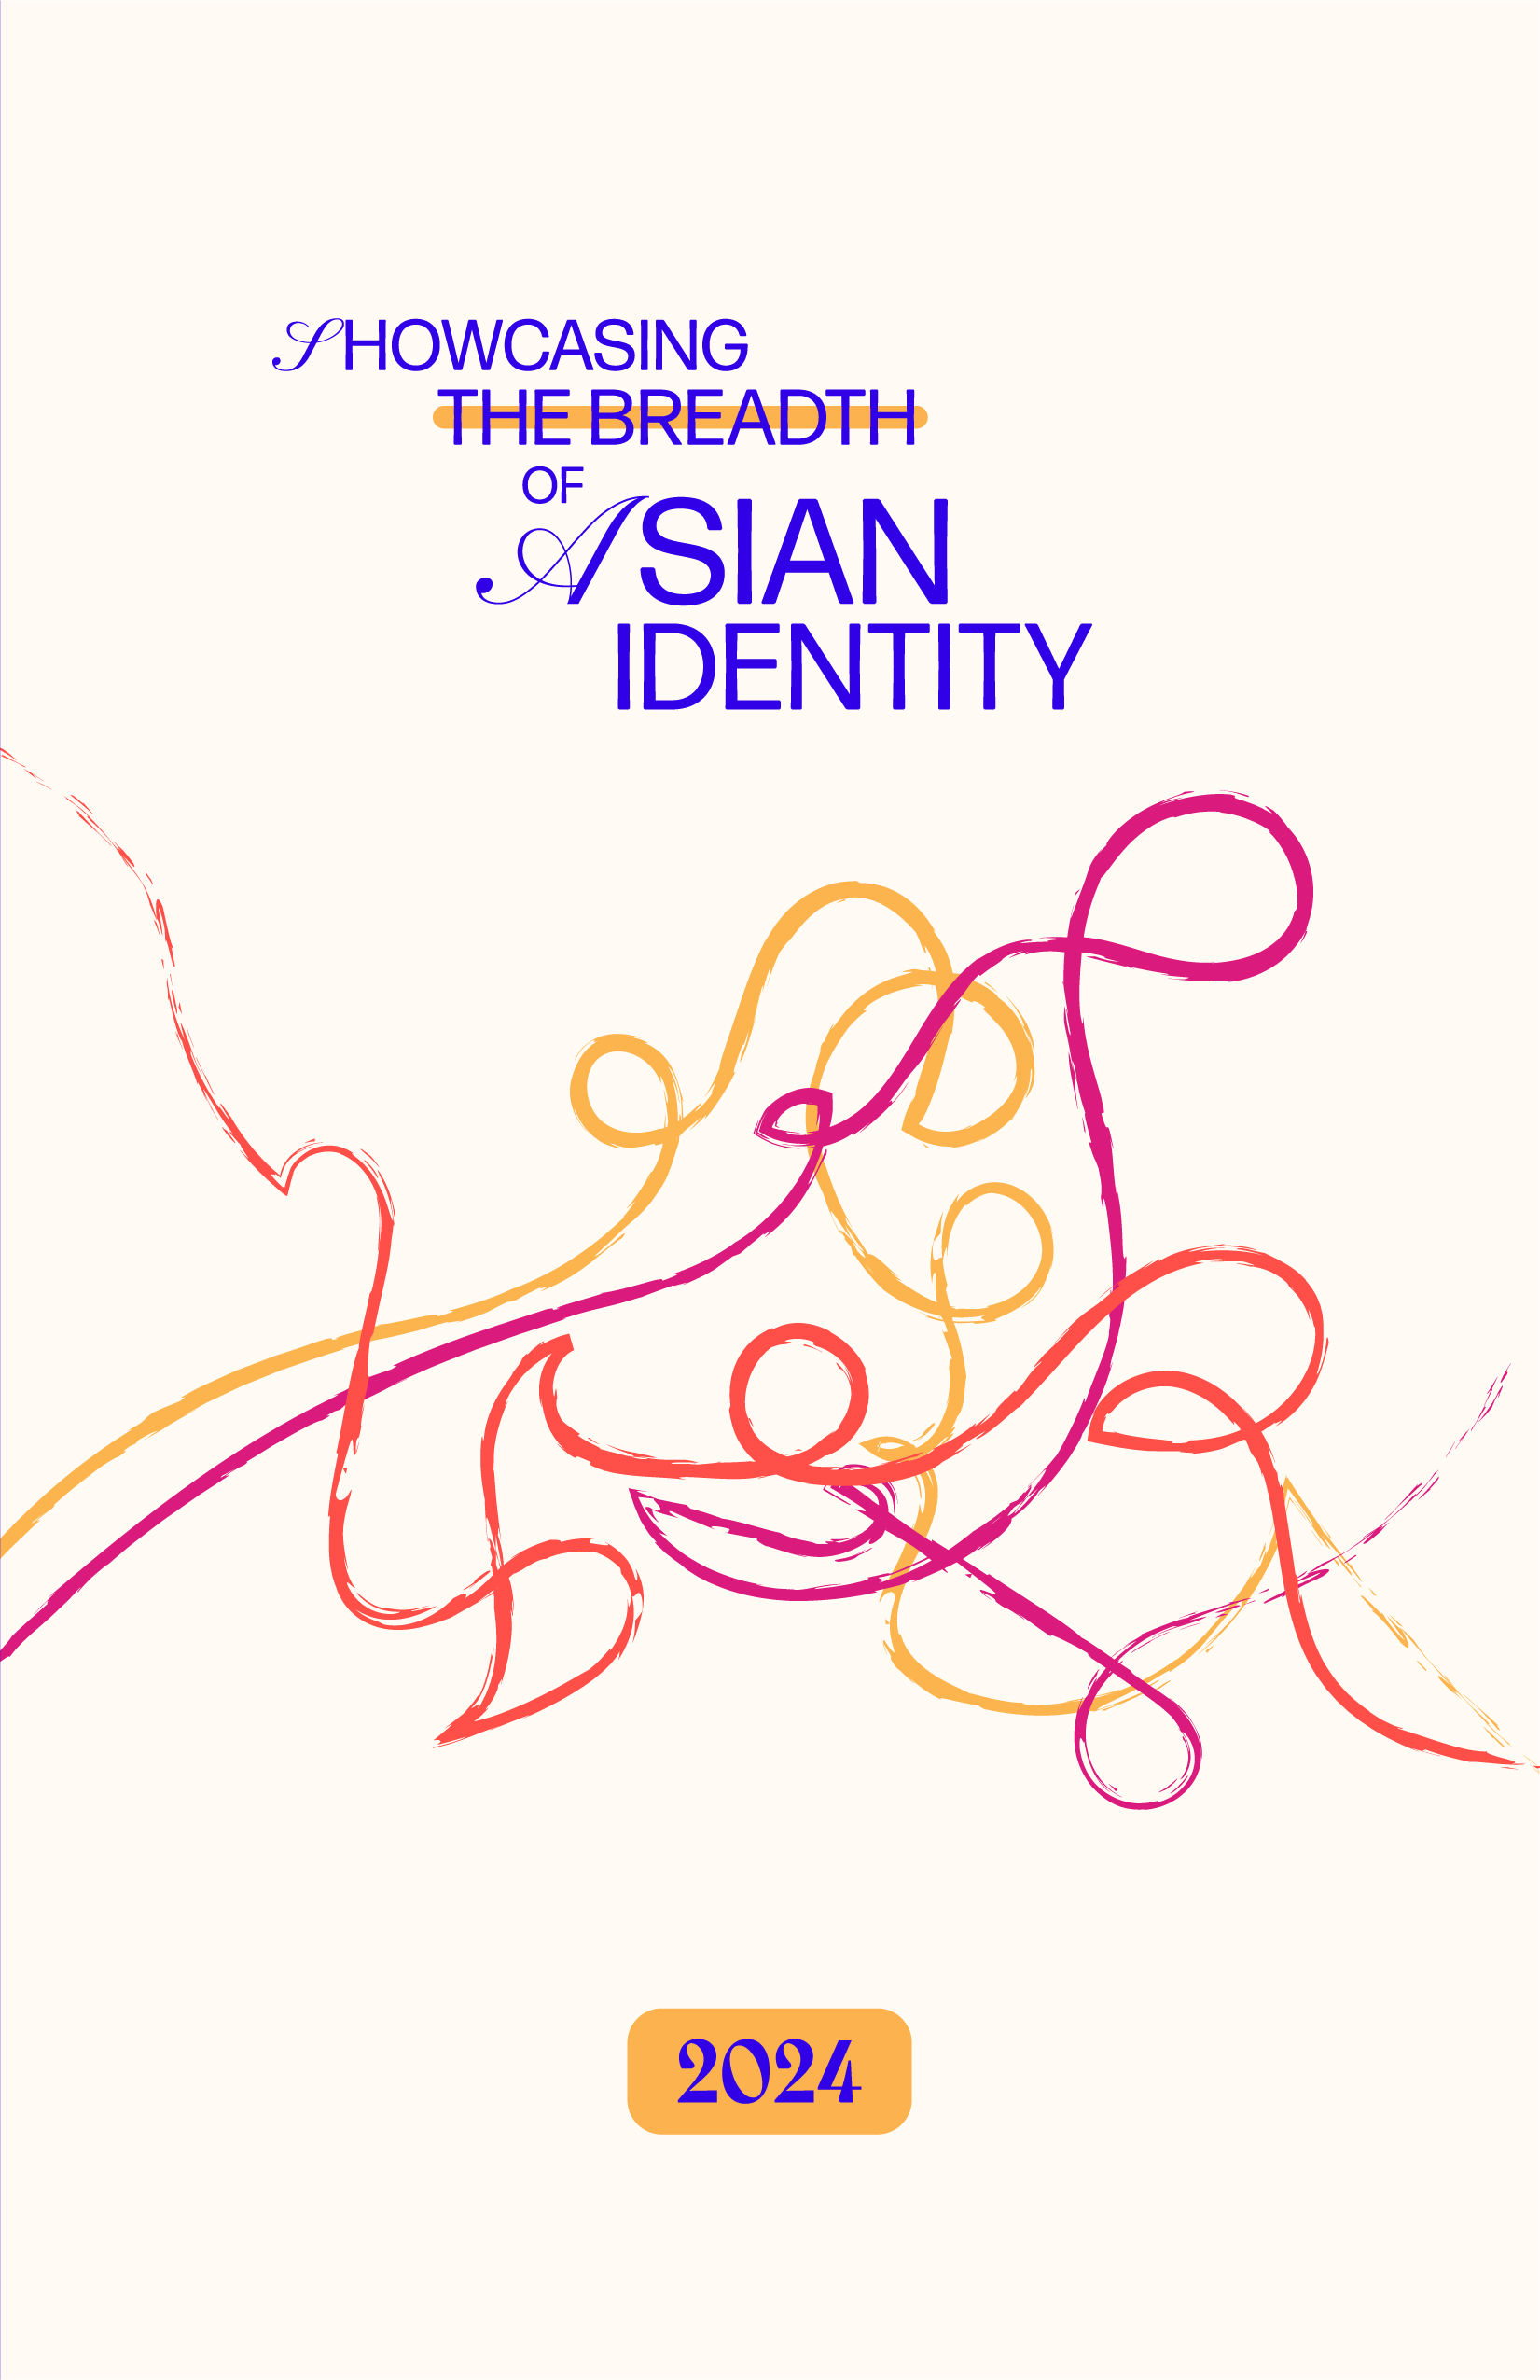 SHOWCASING
THE BREADTH
OF
ASIAN
IDENTITY
2024